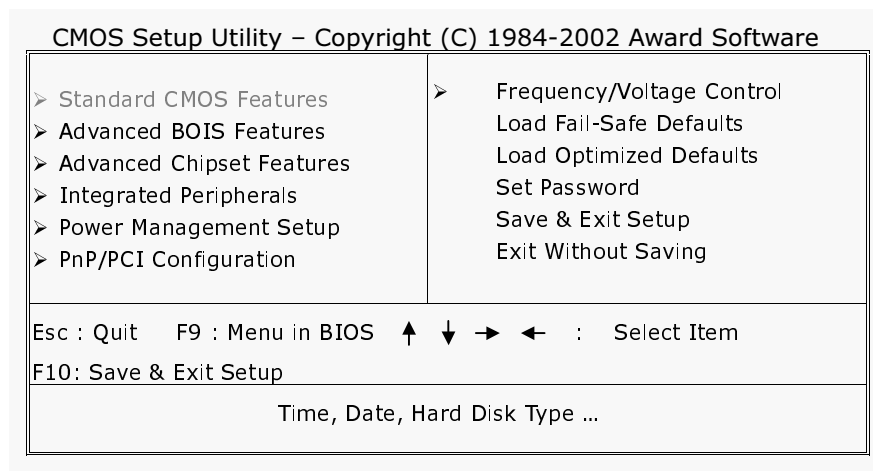 CMOS Setup Utility – Copyright (C) 1984-2002 Award Software
➢ Standard CMOS Features
➢ Advanced BOIS Features
➢ Advanced Chipset Features
➢ Integrated Peripherals
➢ Power Management Setup
➢ PnP/PCI Configuration
➢ Frequency/Voltage Control
Load Fail-Safe Defaults
Load Optimized Defaults
Set Password
Save & Exit Setup
Exit Without Saving
Esc : Quit F9 : Menu in BIOS ↑ ↓ → ← : Select Item
F10: Save & Exit Setup
Time, Date, Hard Disk Type ...